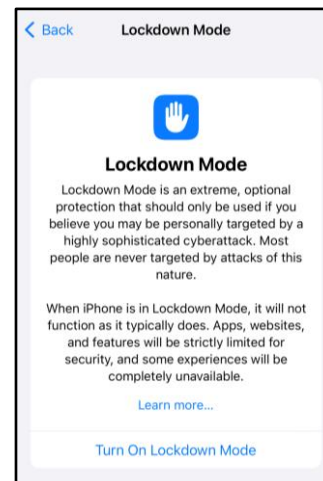 Back Lockdown Mode
Lockdown Mode
Lockdown Mode is an extreme, optional
protection that should only be used if you
believe you may be personally targeted by a
highly sophisticated cyberattack. Most
people are never targeted by attacks of this
nature.
When iPhone is in Lockdown Mode, it will not
function as it typically does. Apps, websites,
and features will be strictly limited for
security, and some experiences will be
completely unavailable.
Learn more...
Turn On Lockdown Mode